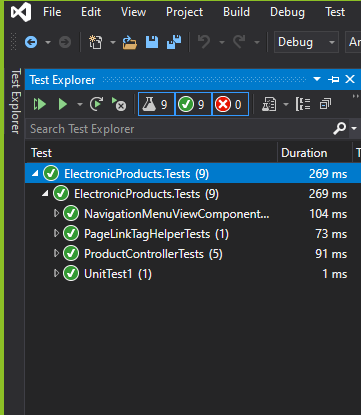 File Edit View Project Build Debug Test
Debug
Test Explorer
Test Explorer
9 9 0
Search Test Explorer
Test Duration
ElectronicProducts.Tests (9) 269 ms
ElectronicProducts.Tests (9) 269 ms
NavigationMenuViewComponent... 104 ms
PageLinkTagHelperTests (1) 73 ms
ProductControllerTests (5) 91 ms
UnitTest1 (1) 1 ms